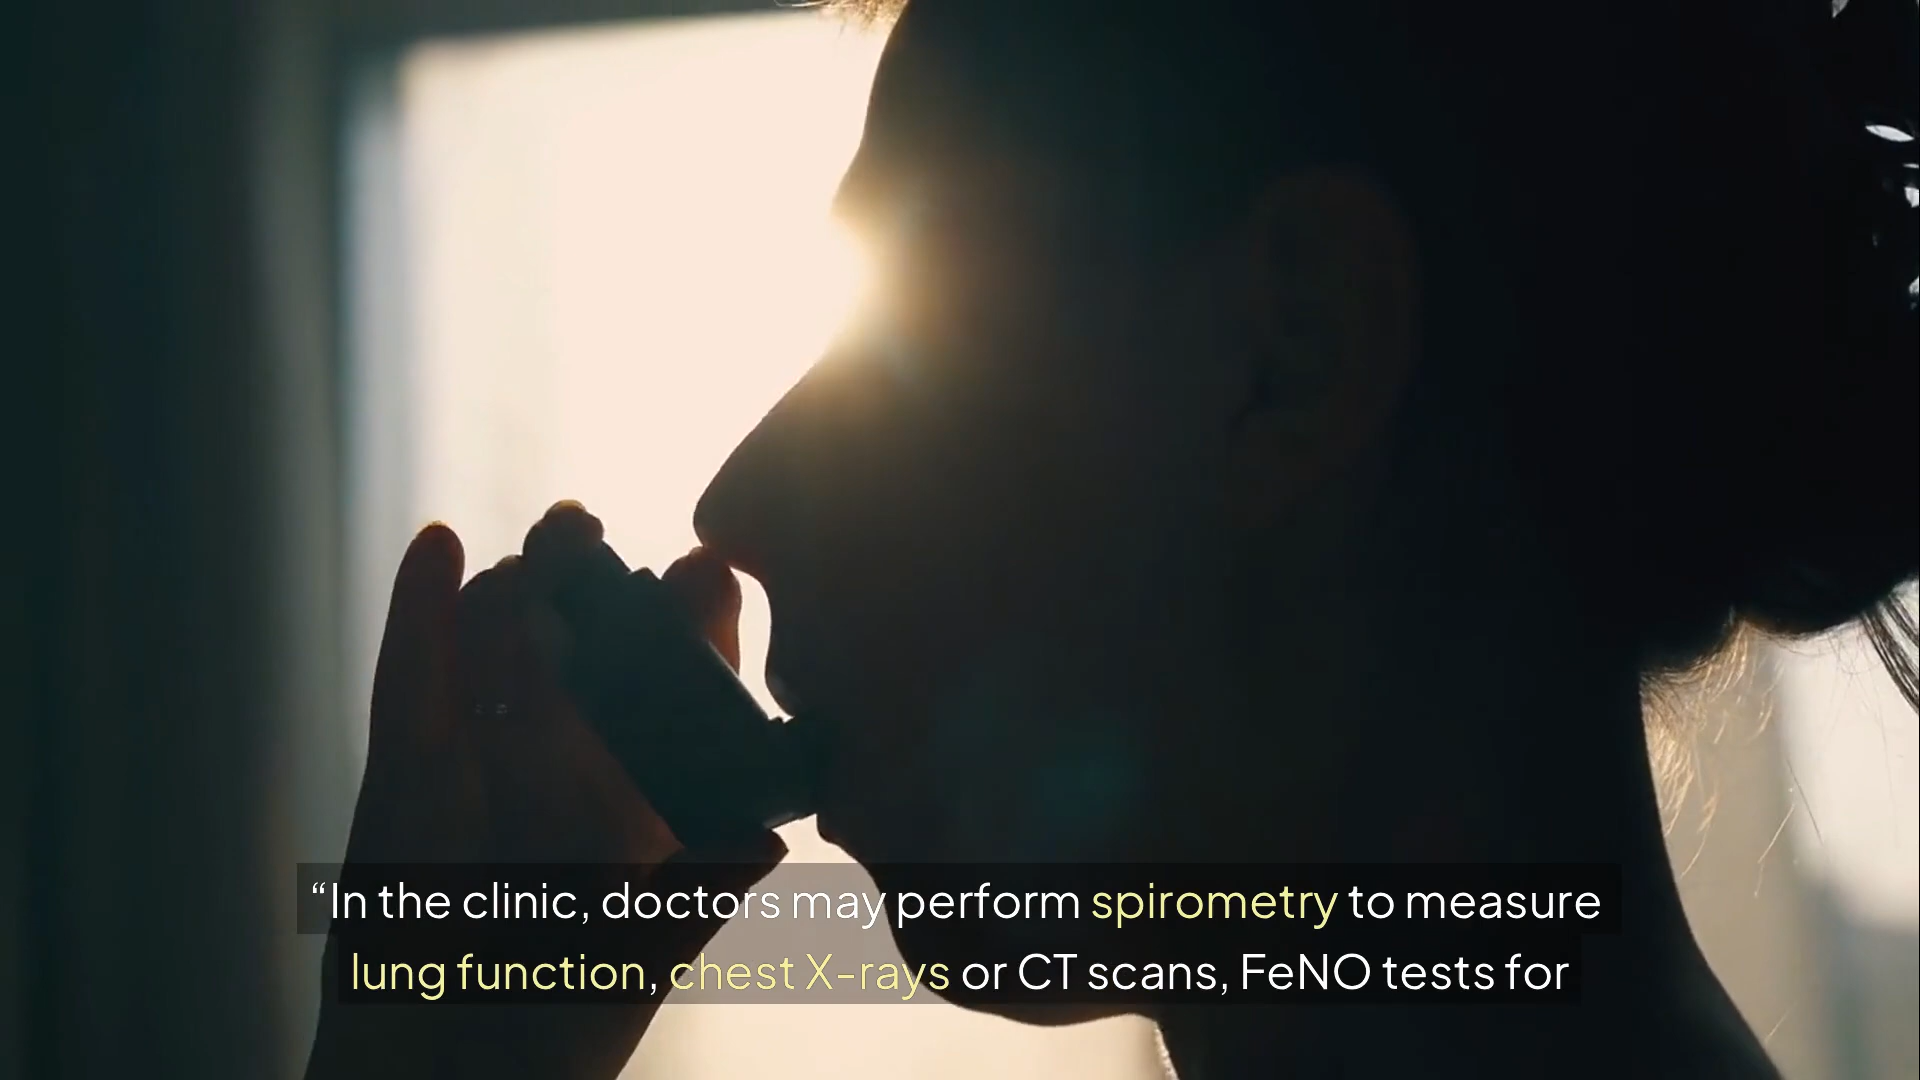 “In the clinic, doctors may perform spirometry to measure
lung function, chest X-rays or CT scans, FeNO tests for